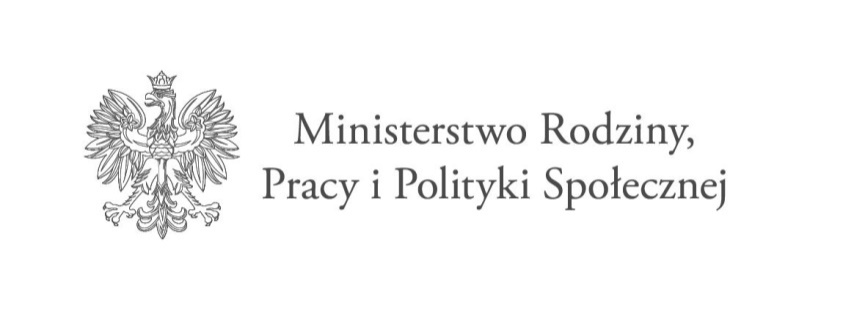 Ministerstwo Rodziny,
Pracy i Polityki Społecznej